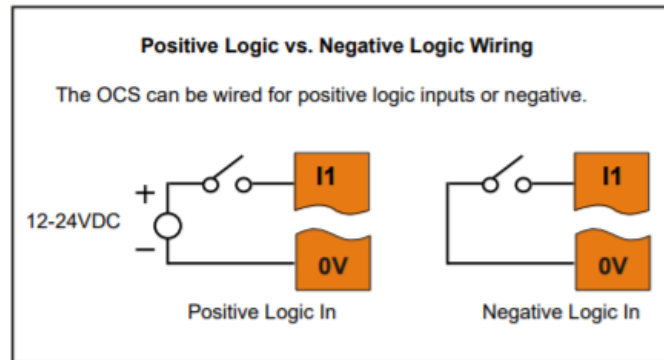 Positive Logic vs. Negative Logic Wiring
The OCS can be wired for positive logic inputs or negative.
I1
I1
+
12-24VDC
–
0V
0V
Positive Logic In
Negative Logic In